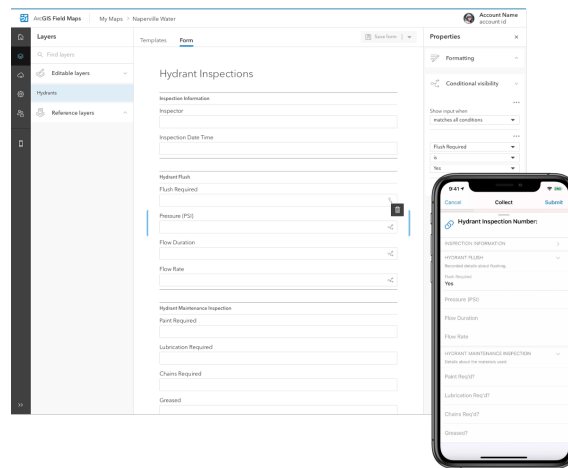 ArcGIS Field Maps
My Maps > Naperville Water
Account Name
account id
Layers
Find layers
Editable layers
Hydrants
Reference layers
Templates
Form
Save form
Hydrant Inspections
Inspection Information
Inspector
Inspection Date Time
Hydrant Flush
Flush Required
Pressure (PSI)
Flow Duration
Flow Rate
Hydrant Maintenance Inspection
Paint Required
Lubrication Required
Chains Required
Greased
Properties
Formatting
Conditional visibility
Show input when
matches all conditions
Flush Required
is
Yes
9:41
Cancel
Collect
Submit
Hydrant Inspection Number:
INSPECTION INFORMATION
HYDRANT FLUSH
Recorded details about flushing.
Flush Required
Yes
Pressure (PSI)
Flow Duration
Flow Rate
HYDRANT MAINTENANCE INSPECTION
Details about the materials used.
Paint Req'd?
Lubrication Req'd?
Chains Req'd?
Greased?